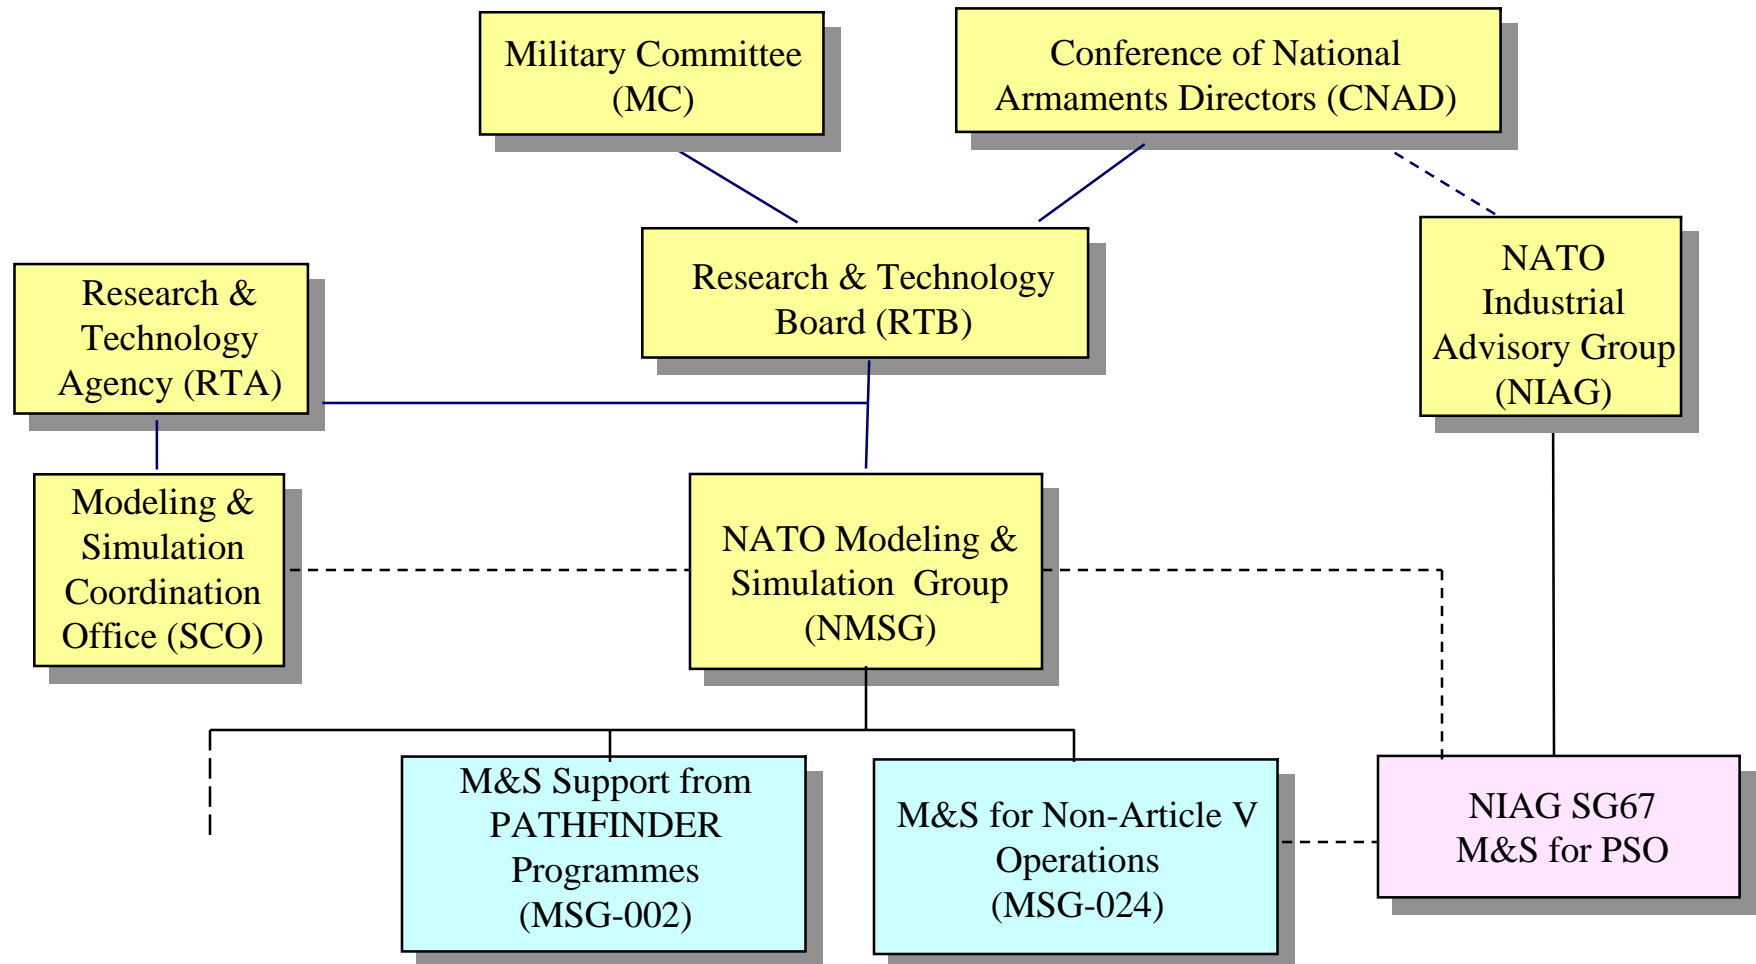 Military Committee
(MC)
Conference of National
Armaments Directors (CNAD)
Research &
Technology
Agency (RTA)
Research & Technology
Board (RTB)
NATO
Industrial
Advisory Group
(NIAG)
Modeling &
Simulation
Coordination
Office (SCO)
NATO Modeling &
Simulation Group
(NMSG)
M&S Support from
PATHFINDER
Programmes
(MSG-002)
M&S for Non-Article V
Operations
(MSG-024)
NIAG SG67
M&S for PSO